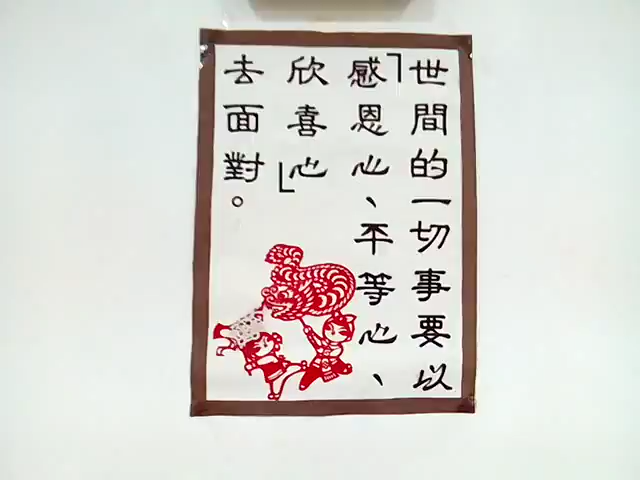 世間的一切事要以
「感恩心、平等心、
欣喜心」
去面對。